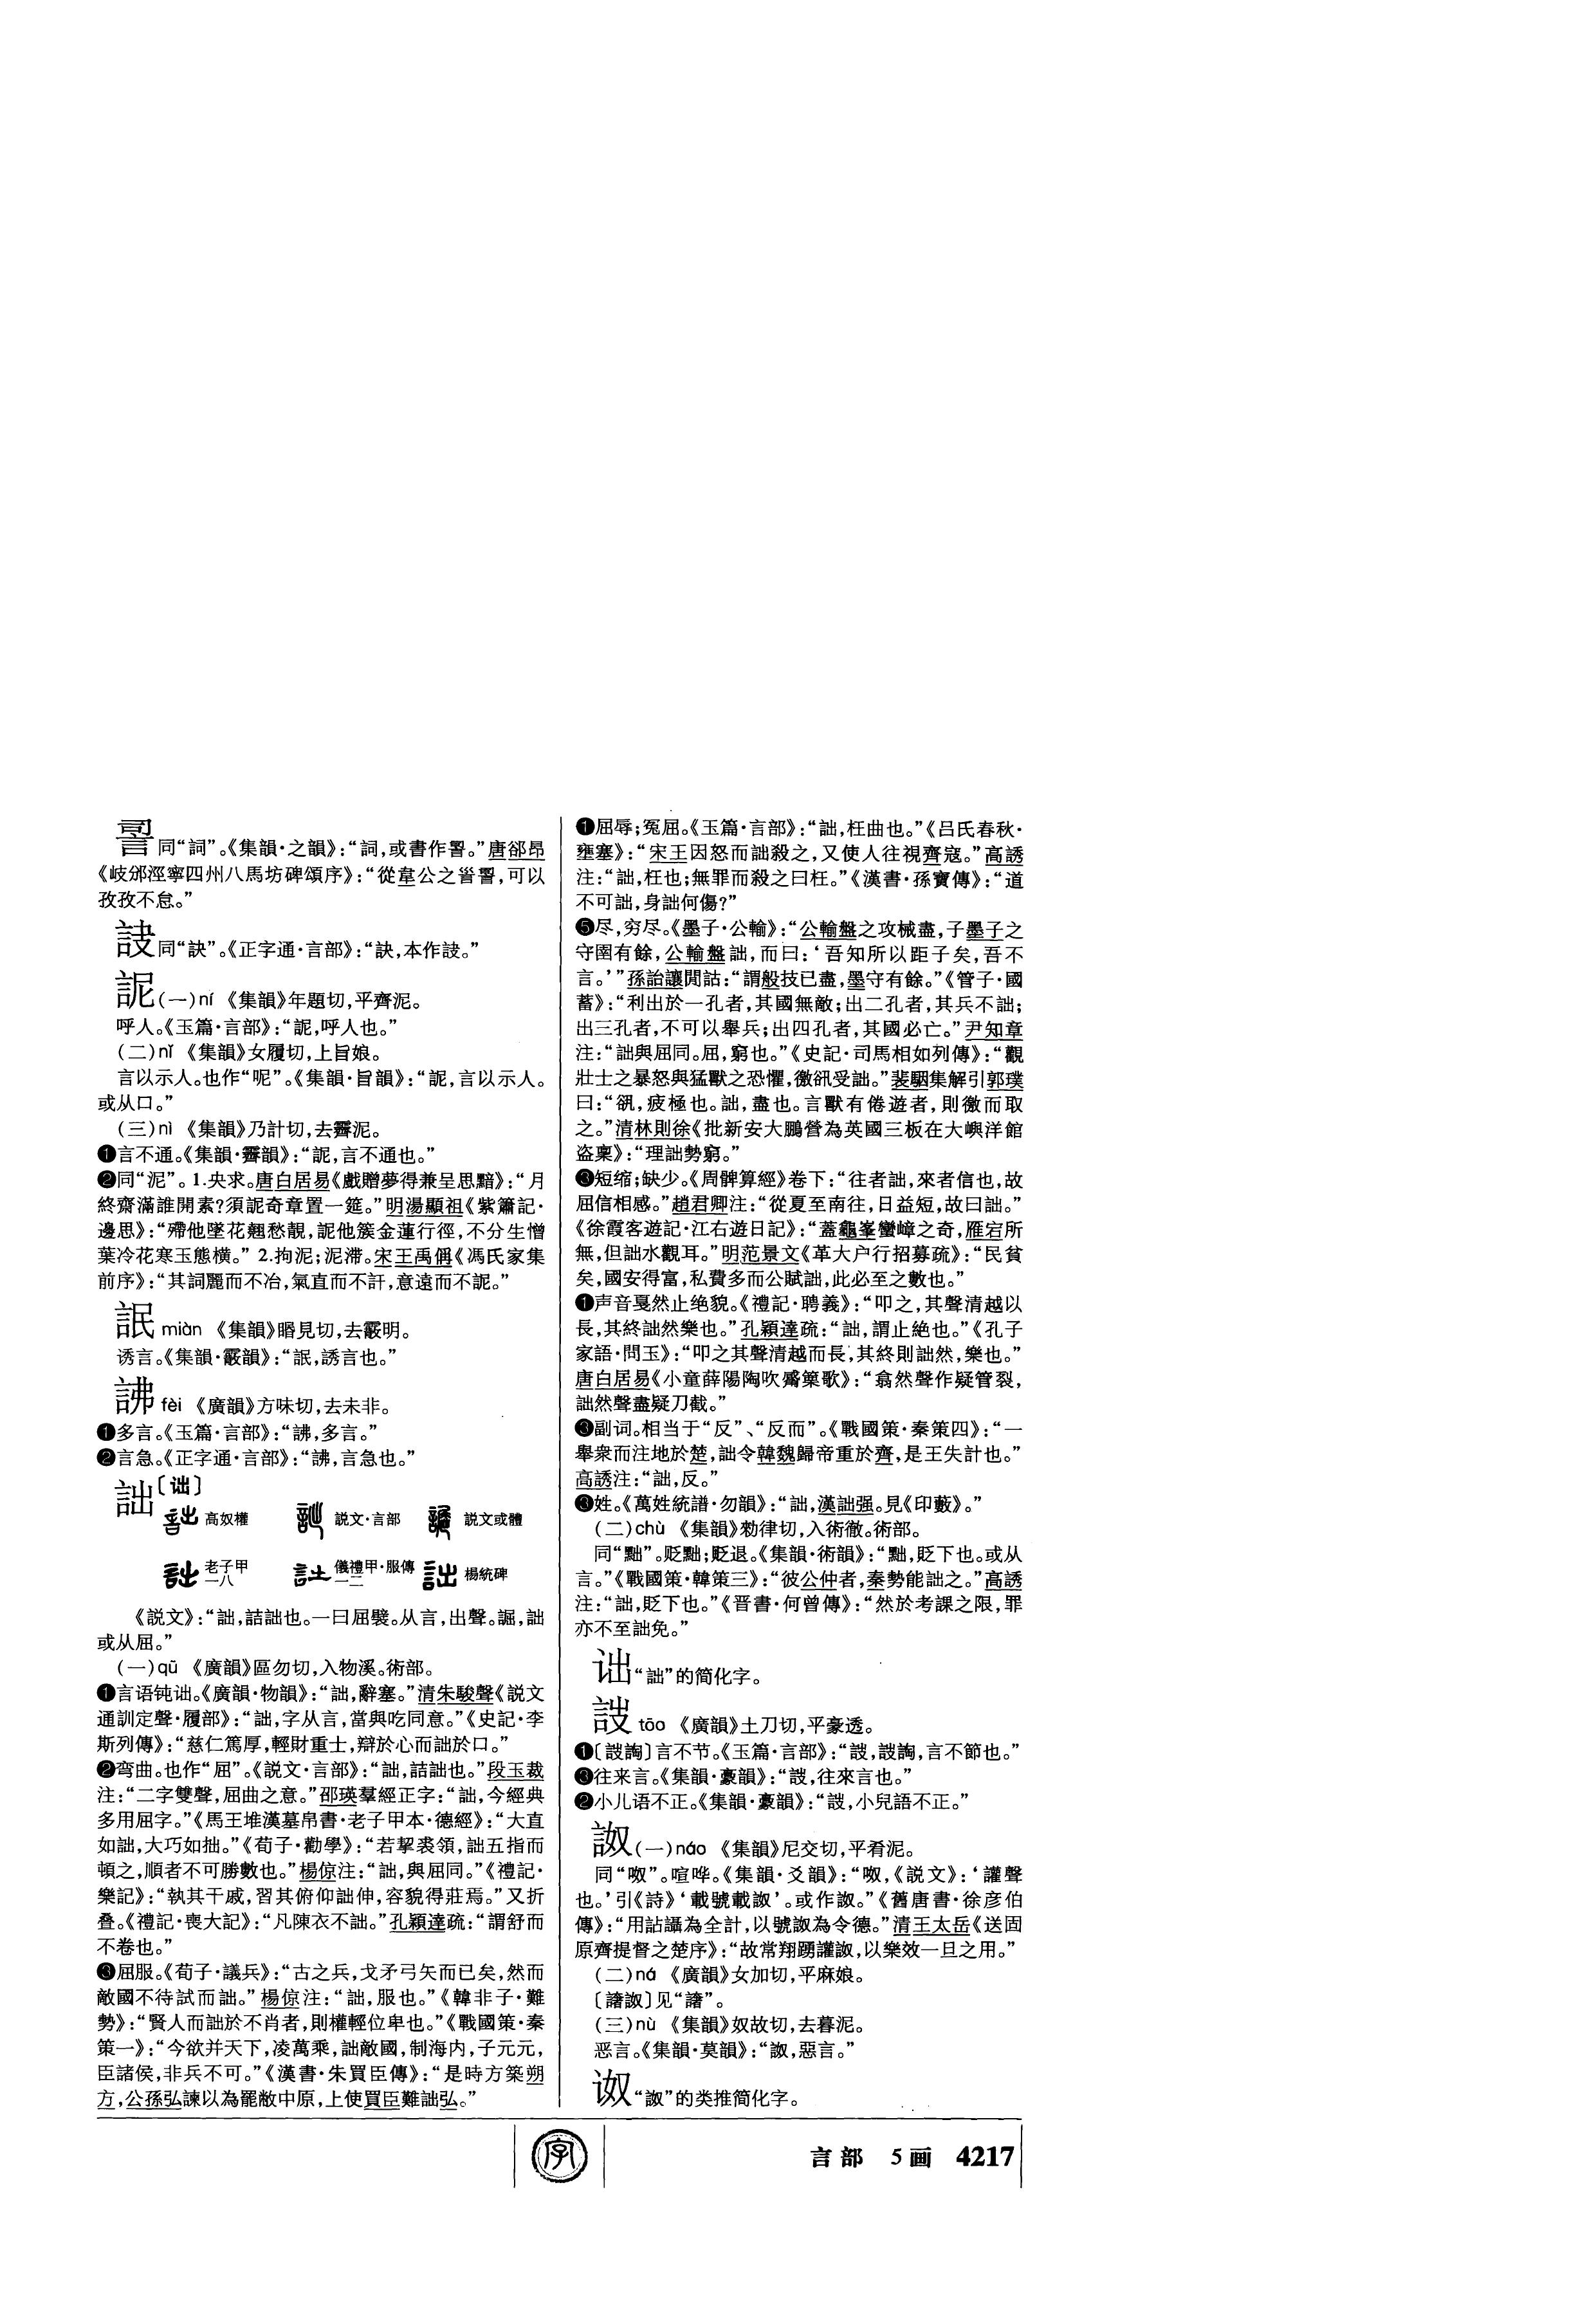 䛐同“詞”。《集韻·之韻》：“詞，或書作䛐。”唐郤昂
《岐邠涇寧四州八馬坊碑頌序》：“從韋公之䛐，可以
孜孜不怠。”
同“訣”。《正字通·言部》：“訣，本作。”
詋(一)ní 《集韻》年題切，平齊泥。
呼人。《玉篇·言部》：“，呼人也。”
(二)nǐ 《集韻》女履切，上旨娘。
言以示人。也作“呢”。《集韻·旨韻》：“，言以示人。
或从口。”
(三)nì 《集韻》乃計切，去霽泥。
❶言不通。《集韻·霽韻》：“，言不通也。”
❷同“泥”。1.央求。唐白居易《戲贈夢得兼呈思黯》：“月
終齋滿誰開素？須奇章置一筵。”明湯顯祖《紫簫記·
邊思》：“殢他墜花翹愁靚，他簇金蓮行徑，不分生憎
葉冷花寒玉態横。” 2.拘泥；泥滯。宋王禹偁《馮氏家集
前序》：“其詞麗而不冶，氣直而不訐，意遠而不。”
miàn 《集韻》眳見切，去霰明。
诱言。《集韻·霰韻》：“，誘言也。”
䛍 fèi 《廣韻》方味切，去未非。
❶多言。《玉篇·言部》：“䛍，多言。”
❷言急。《正字通·言部》：“䛍，言急也。”
詘〔诎〕
高奴權 説文·言部 説文或體
老子甲一八 儀禮甲·服傳一二 楊統碑
《説文》：“詘，詰詘也。一曰屈襞。从言，出聲。誳，詘
或从屈。”
(一)qū 《廣韻》區勿切，入物溪。術部。
❶言语钝诎。《廣韻·物韻》：“詘，辭塞。”清朱駿聲《説文
通訓定聲·履部》：“詘，字从言，當與吃同意。”《史記·李
斯列傳》：“慈仁篤厚，輕財重士，辯於心而詘於口。”
❷弯曲。也作“屈”。《説文·言部》：“詘，詰詘也。”段玉裁
注：“二字雙聲，屈曲之意。”邵瑛羣經正字：“詘，今經典
多用屈字。”《馬王堆漢墓帛書·老子甲本·德經》：“大直
如詘，大巧如拙。”《荀子·勸學》：“若挈裘領，詘五指而
頓之，順者不可勝數也。”楊倞注：“詘，與屈同。”《禮記·
樂記》：“執其干戚，習其俯仰詘伸，容貌得莊焉。”又折
叠。《禮記·喪大記》：“凡陳衣不詘。”孔穎達疏：“謂舒而
不卷也。”
❸屈服。《荀子·議兵》：“古之兵，戈矛弓矢而已矣，然而
敵國不待試而詘。”楊倞注：“詘，服也。”《韓非子·難
勢》：“賢人而詘於不肖者，則權輕位卑也。”《戰國策·秦
策一》：“今欲并天下，凌萬乘，詘敵國，制海内，子元元，
臣諸侯，非兵不可。”《漢書·朱買臣傳》：“是時方築朔
方，公孫弘諫以為罷敝中原，上使買臣難詘弘。”
❶屈辱；冤屈。《玉篇·言部》：“詘，枉曲也。”《吕氏春秋·
壅塞》：“宋王因怒而詘殺之，又使人往視齊寇。”高誘
注：“詘，枉也；無罪而殺之曰枉。”《漢書·孫寶傳》：“道
不可詘，身詘何傷？”
❺尽，穷尽。《墨子·公輸》：“公輸盤之攻械盡，子墨子之
守圉有餘，公輸盤詘，而曰：‘吾知所以距子矣，吾不
言。’”孫詒讓閒詁：“謂般技已盡，墨守有餘。”《管子·國
蓄》：“利出於一孔者，其國無敵；出二孔者，其兵不詘；
出三孔者，不可以舉兵；出四孔者，其國必亡。”尹知章
注：“詘與屈同。屈，窮也。”《史記·司馬相如列傳》：“觀
壯士之暴怒與猛獸之恐懼，徼受詘。”裴駰集解引郭璞
曰：“，疲極也。詘，盡也。言獸有倦遊者，則徼而取
之。”清林則徐《批新安大鵬營為英國三板在大嶼洋館
盗稟》：“理詘勢窮。”
❸短缩；缺少。《周髀算經》卷下：“往者詘，來者信也，故
屈信相感。”趙君卿注：“從夏至南往，日益短，故曰詘。”
《徐霞客遊記·江右遊日記》：“蓋龜峯巒嶂之奇，雁宕所
無，但詘水觀耳。”明范景文《革大户行招募疏》：“民貧
矣，國安得富，私費多而公賦詘，此必至之數也。”
❶声音戛然止绝貌。《禮記·聘義》：“叩之，其聲清越以
長，其終詘然樂也。”孔穎達疏：“詘，謂止絶也。”《孔子
家語·問玉》：“叩之其聲清越而長，其終則詘然，樂也。”
唐白居易《小童薛陽陶吹觱篥歌》：“翕然聲作疑管裂，
詘然聲盡疑刀截。”
❸副词。相当于“反”、“反而”。《戰國策·秦策四》：“一
舉衆而注地於楚，詘令韓魏歸帝重於齊，是王失計也。”
高誘注：“詘，反。”
❸姓。《萬姓統譜·勿韻》：“詘，漢詘强。見《印藪》。”
(二)chù 《集韻》勑律切，入術徹。術部。
同“黜”。贬黜；貶退。《集韻·術韻》：“黜，貶下也。或从
言。”《戰國策·韓策三》：“彼公仲者，秦勢能詘之。”高誘
注：“詘，貶下也。”《晋書·何曾傳》：“然於考課之限，罪
亦不至詘免。”
诎“詘”的简化字。
䚯 tāo 《廣韻》土刀切，平豪透。
❶〔䚯詾〕言不节。《玉篇·言部》：“䚯，䚯詾，言不節也。”
❸往来言。《集韻·豪韻》：“䚯，往來言也。”
❷小儿语不正。《集韻·豪韻》：“䚯，小兒語不正。”
詉(一)náo 《集韻》尼交切，平肴泥。
同“呶”。喧哗。《集韻·爻韻》：“呶，《説文》：‘讙聲
也。’引《詩》‘載號載詉’。或作詉。”《舊唐書·徐彦伯
傳》：“用詀讘為全計，以號詉為令德。”清王太岳《送固
原齊提督之楚序》：“故常翔踴讙詉，以樂效一旦之用。”
(二)ná 《廣韻》女加切，平麻娘。
〔譇詉〕见“譇”。
(三)nù 《集韻》奴故切，去暮泥。
恶言。《集韻·莫韻》：“詉，惡言。”
“詉”的类推简化字。
字 言部 5画 4217